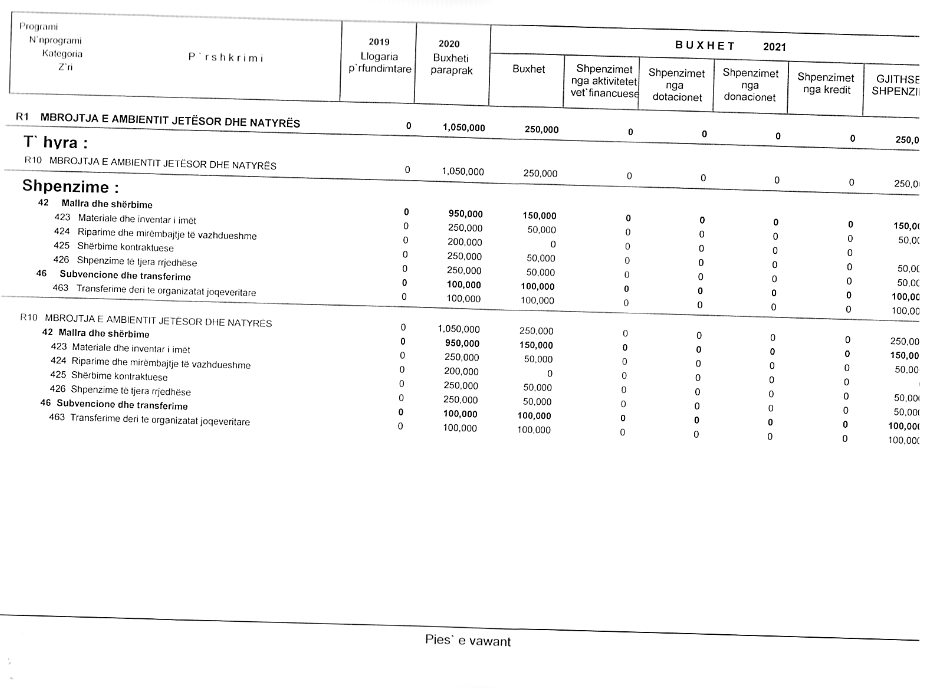 Programi
N`nprogrami
Kategoria
Z`ri
P`rshkrimi
2019
Llogaria
p`rfundimtare
2020
Buxheti
paraprak
BUXHET 2021
Buxhet
Shpenzimet
nga aktivitetet
vet`financuese
Shpenzimet
nga
dotacionet
Shpenzimet
nga
donacionet
Shpenzimet
nga kredit
GJITHSE
SHPENZI
R1 MBROJTJA E AMBIENTIT JETËSOR DHE NATYRËS 0 1,050,000 250,000 0 0 0 0 250,0
T` hyra :
R10 MBROJTJA E AMBIENTIT JETËSOR DHE NATYRËS 0 1,050,000 250,000 0 0 0 0 250,0
Shpenzime :
42 Mallra dhe shërbime 0 950,000 150,000 0 0 0 0 150,0
423 Materiale dhe inventar i imët 0 250,000 50,000 0 0 0 0 50,0
424 Riparime dhe mirëmbajtje të vazhdueshme 0 200,000 0 0 0 0 0
425 Shërbime kontraktuese 0 250,000 50,000 0 0 0 0 50,0
426 Shpenzime të tjera rrjedhëse 0 250,000 50,000 0 0 0 0 50,0
46 Subvencione dhe transferime 0 100,000 100,000 0 0 0 0 100,00
463 Transferime deri te organizatat joqeveritare 0 100,000 100,000 0 0 0 0 100,0
R10 MBROJTJA E AMBIENTIT JETËSOR DHE NATYRËS 0 1,050,000 250,000 0 0 0 0 250,00
42 Mallra dhe shërbime 0 950,000 150,000 0 0 0 0 150,00
423 Materiale dhe inventar i imët 0 250,000 50,000 0 0 0 0 50,00
424 Riparime dhe mirëmbajtje të vazhdueshme 0 200,000 0 0 0 0 0
425 Shërbime kontraktuese 0 250,000 50,000 0 0 0 0 50,00
426 Shpenzime të tjera rrjedhëse 0 250,000 50,000 0 0 0 0 50,00
46 Subvencione dhe transferime 0 100,000 100,000 0 0 0 0 100,00
463 Transferime deri te organizatat joqeveritare 0 100,000 100,000 0 0 0 0 100,00
Pies` e vawant